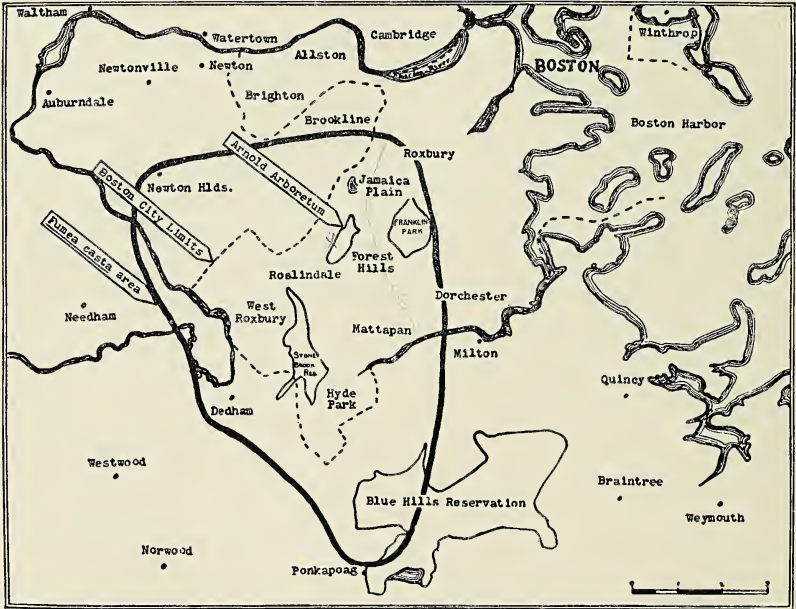 Waltham
Watertown
Cambridge
Winthrop
Allston
Charles River
BOSTON
Newtonville
Newton
Brighton
Auburndale
Brookline
Boston Harbor
Roxbury
Arnold Arboretum
Boston City Limits
Newton Hlds.
Jamaica
Plain
FRANKLIN
PARK
Fumea casta area
Forest
Hills
Roslindale
Needham
West
Roxbury
Dorchester
Mattapan
Milton
STONEY
BROOK
RES.
Quincy
Hyde
Park
Dedham
Westwood
Blue Hills Reservation
Braintree
Weymouth
Norwood
Ponkapoag